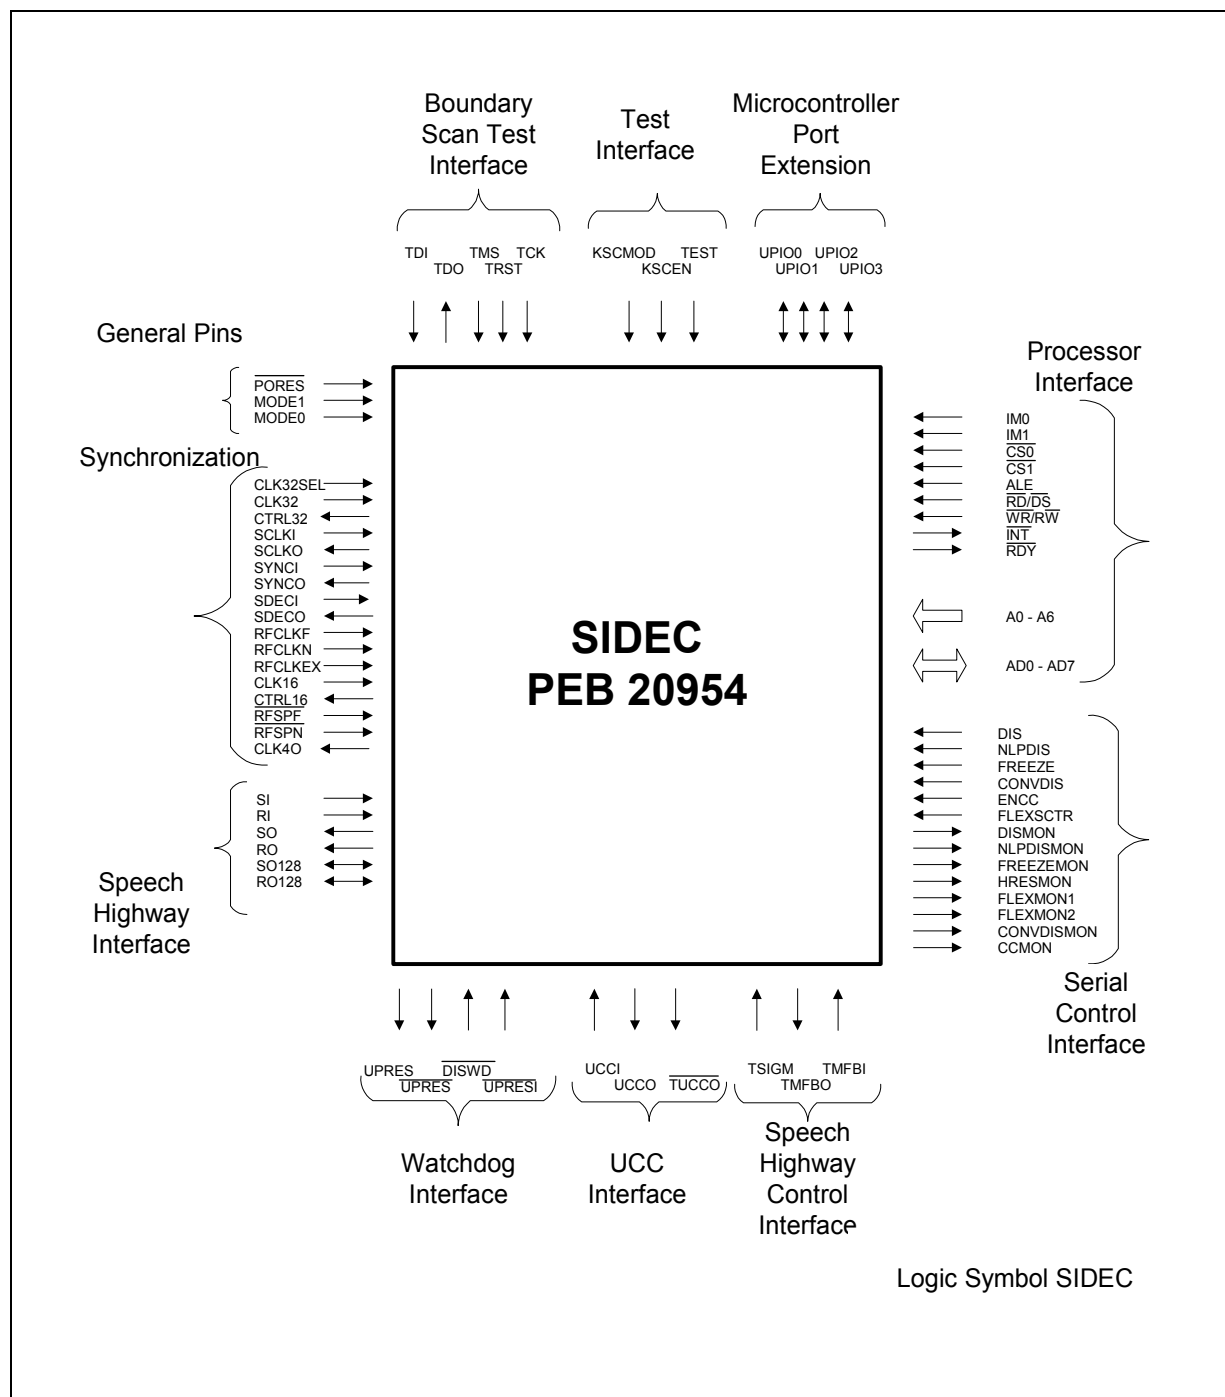 Boundary
Scan Test
Interface
Test
Interface
Microcontroller
Port
Extension
TDI TMS TCK
TDO TRST
KSCMOD TEST
KSCEN
UPIO0 UPIO2
UPIO1 UPIO3
General Pins
PORES
MODE1
MODE0
Synchronization
CLK32SEL
CLK32
CTRL32
SCLKI
SCLKO
SYNCI
SYNCO
SDECI
SDECO
RFCLKF
RFCLKN
RFCLKEX
CLK16
CTRL16
RFSPF
RFSPN
CLK4O
SI
RI
SO
RO
SO128
RO128
Speech
Highway
Interface
SIDEC
PEB 20954
Processor
Interface
IM0
IM1
CS0
CS1
ALE
RD/DS
WR/RW
INT
RDY
A0 - A6
AD0 - AD7
DIS
NLPDIS
FREEZE
CONVDIS
ENCC
FLEXSCTR
DISMON
NLPDISMON
FREEZEMON
HRESMON
FLEXMON1
FLEXMON2
CONVDISMON
CCMON
Serial
Control
Interface
UPRES DISWD
UPRES UPRESI
Watchdog
Interface
UCCI
UCCO TUCCO
UCC
Interface
TSIGM TMFBI
TMFBO
Speech
Highway
Control
Interface
Logic Symbol SIDEC